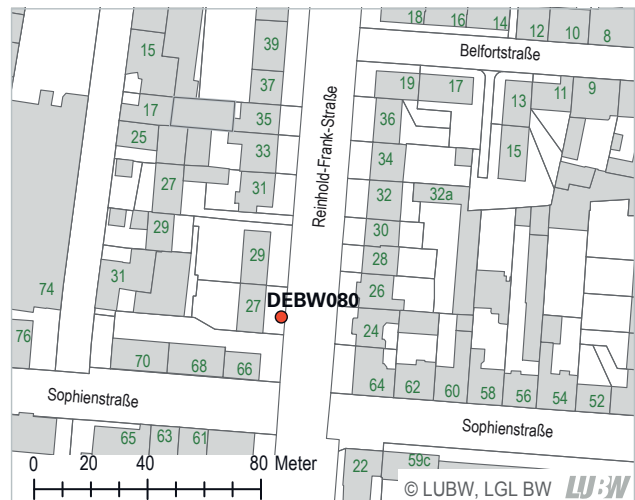 18 16 14 12 10 8
39
15
Belfortstraße
37
19 17
11 9
13
17
35
36
25
33
34
15
27
31
32
32a
Reinhold-Frank-Straße
29
30
29
28
31
74
26
DEBW080
27
24
76
70 68 66
64 62 60 58 56 54 52
Sophienstraße
Sophienstraße
65 63 61
22
59c
0 20 40 80 Meter
© LUBW, LGL BW LUBW